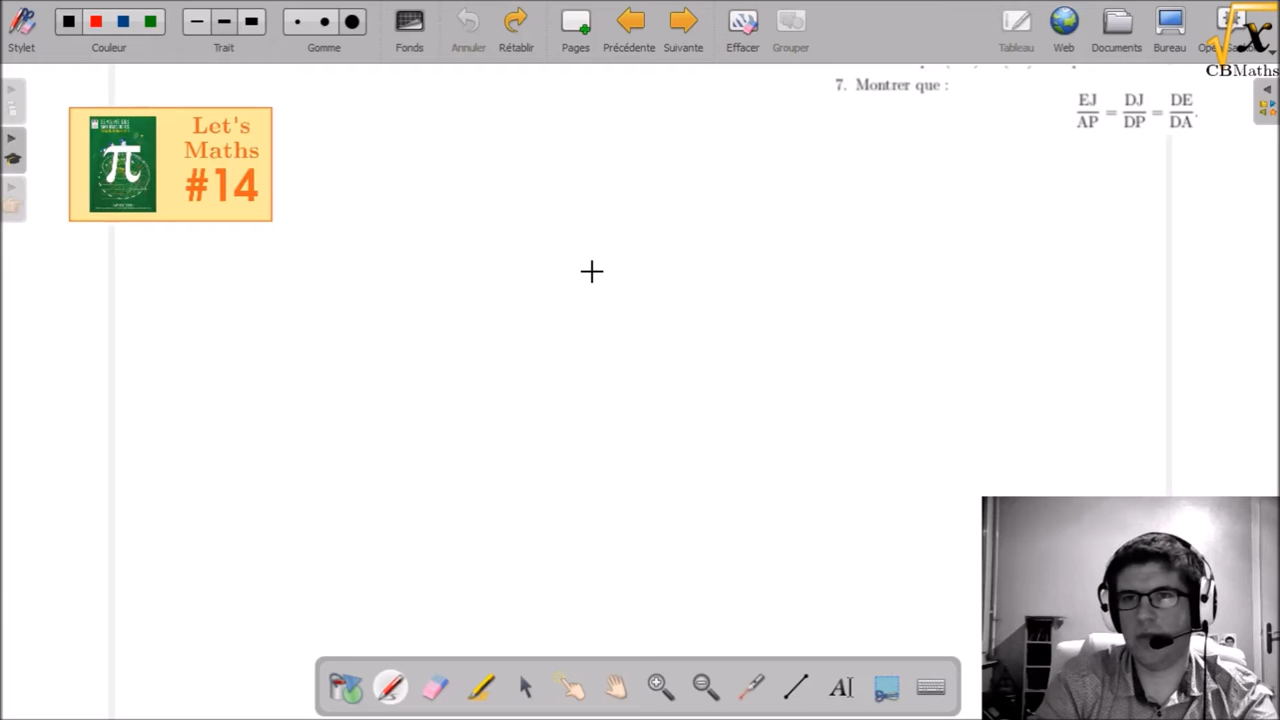 Stylet
Couleur
Trait
Gomme
Fonds
Annuler
Rétablir
Pages
Précédente
Suivante
Effacer
Grouper
Tableau
Web
Documents
Bureau
CBMaths
7. Montrer que :
EJ/AP = DJ/DP = DE/DA.
π
Let's
Maths
#14
AI